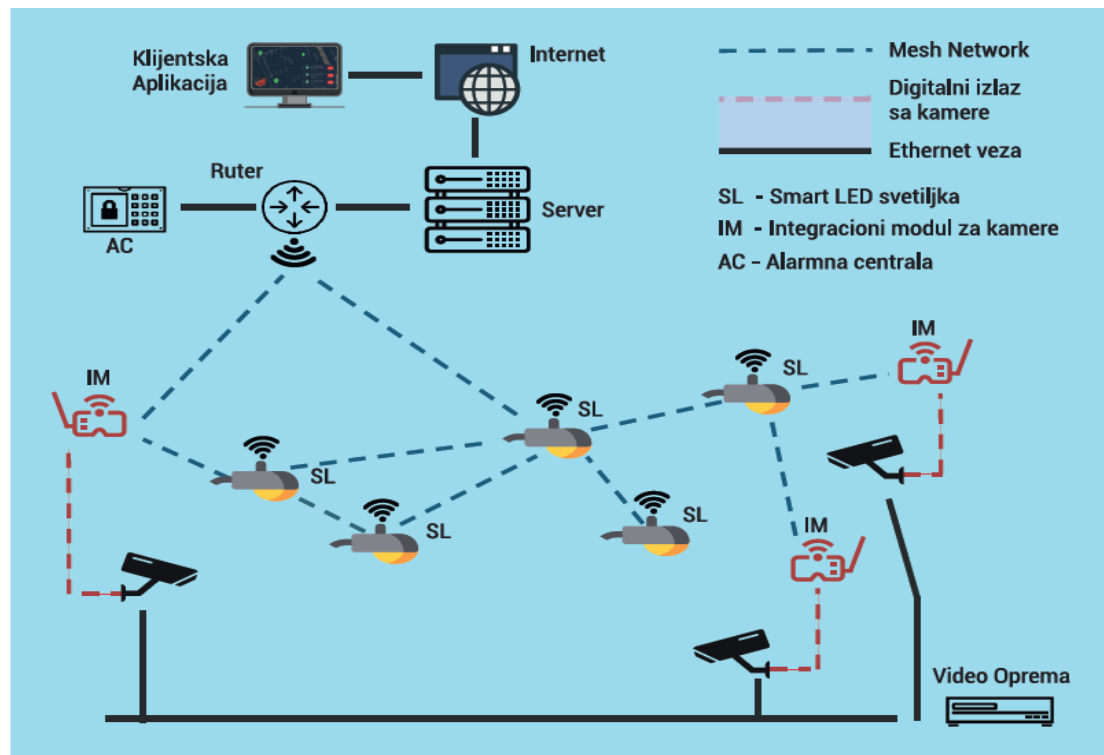 Klijentska
Aplikacija
Internet
Mesh Network
Digitalni izlaz
sa kamere
Ethernet veza
Ruter
AC
Server
SL - Smart LED svetiljka
IM - Integracioni modul za kamere
AC - Alarmna centrala
IM
SL
IM
SL
SL
SL
SL
IM
Video Oprema